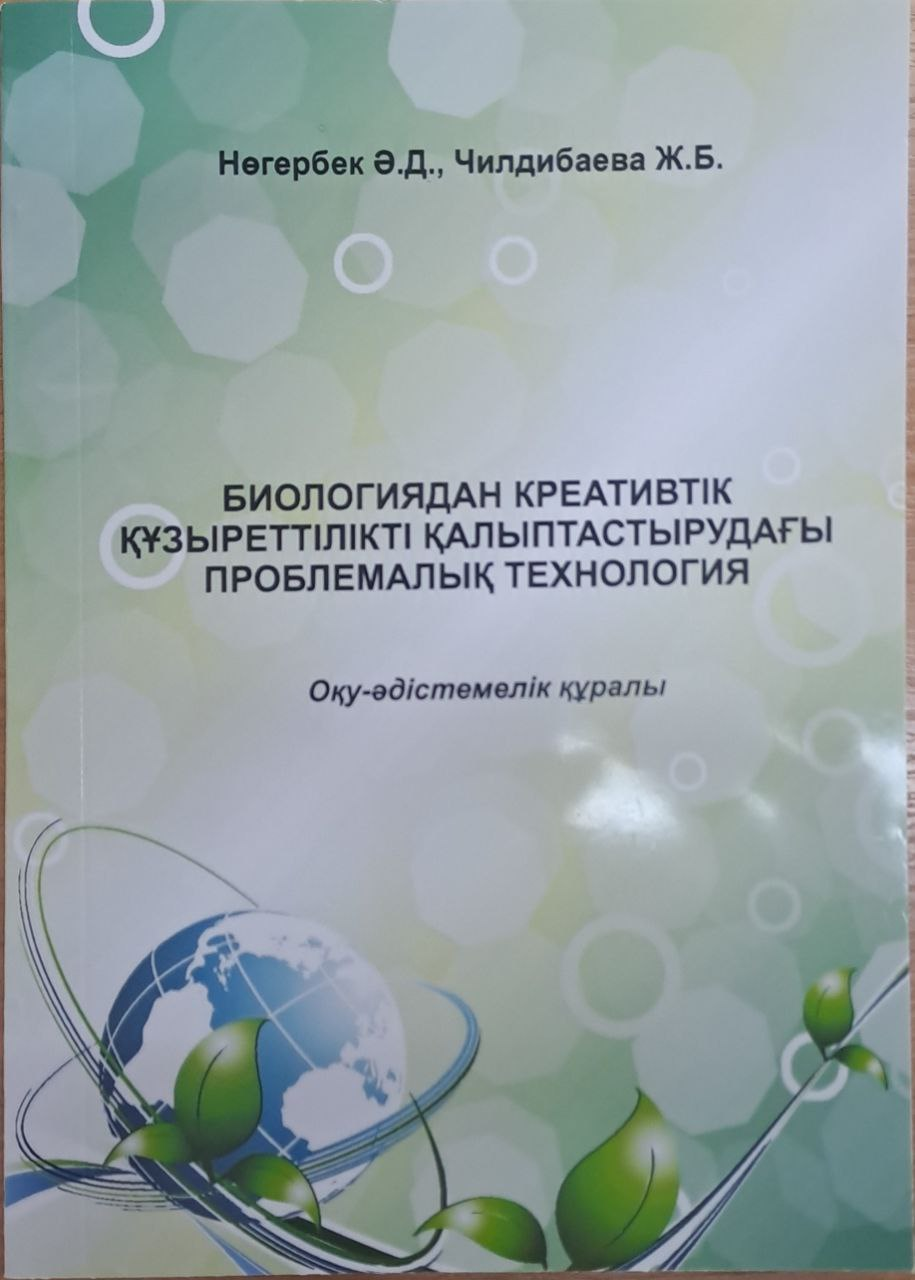 Нөгербек Ә.Д., Чилдибаева Ж.Б.
БИОЛОГИЯДАН КРЕАТИВТІК
ҚҰЗЫРЕТТІЛІКТІ ҚАЛЫПТАСТЫРУДАҒЫ
ПРОБЛЕМАЛЫҚ ТЕХНОЛОГИЯ
Оқу-әдістемелік құралы